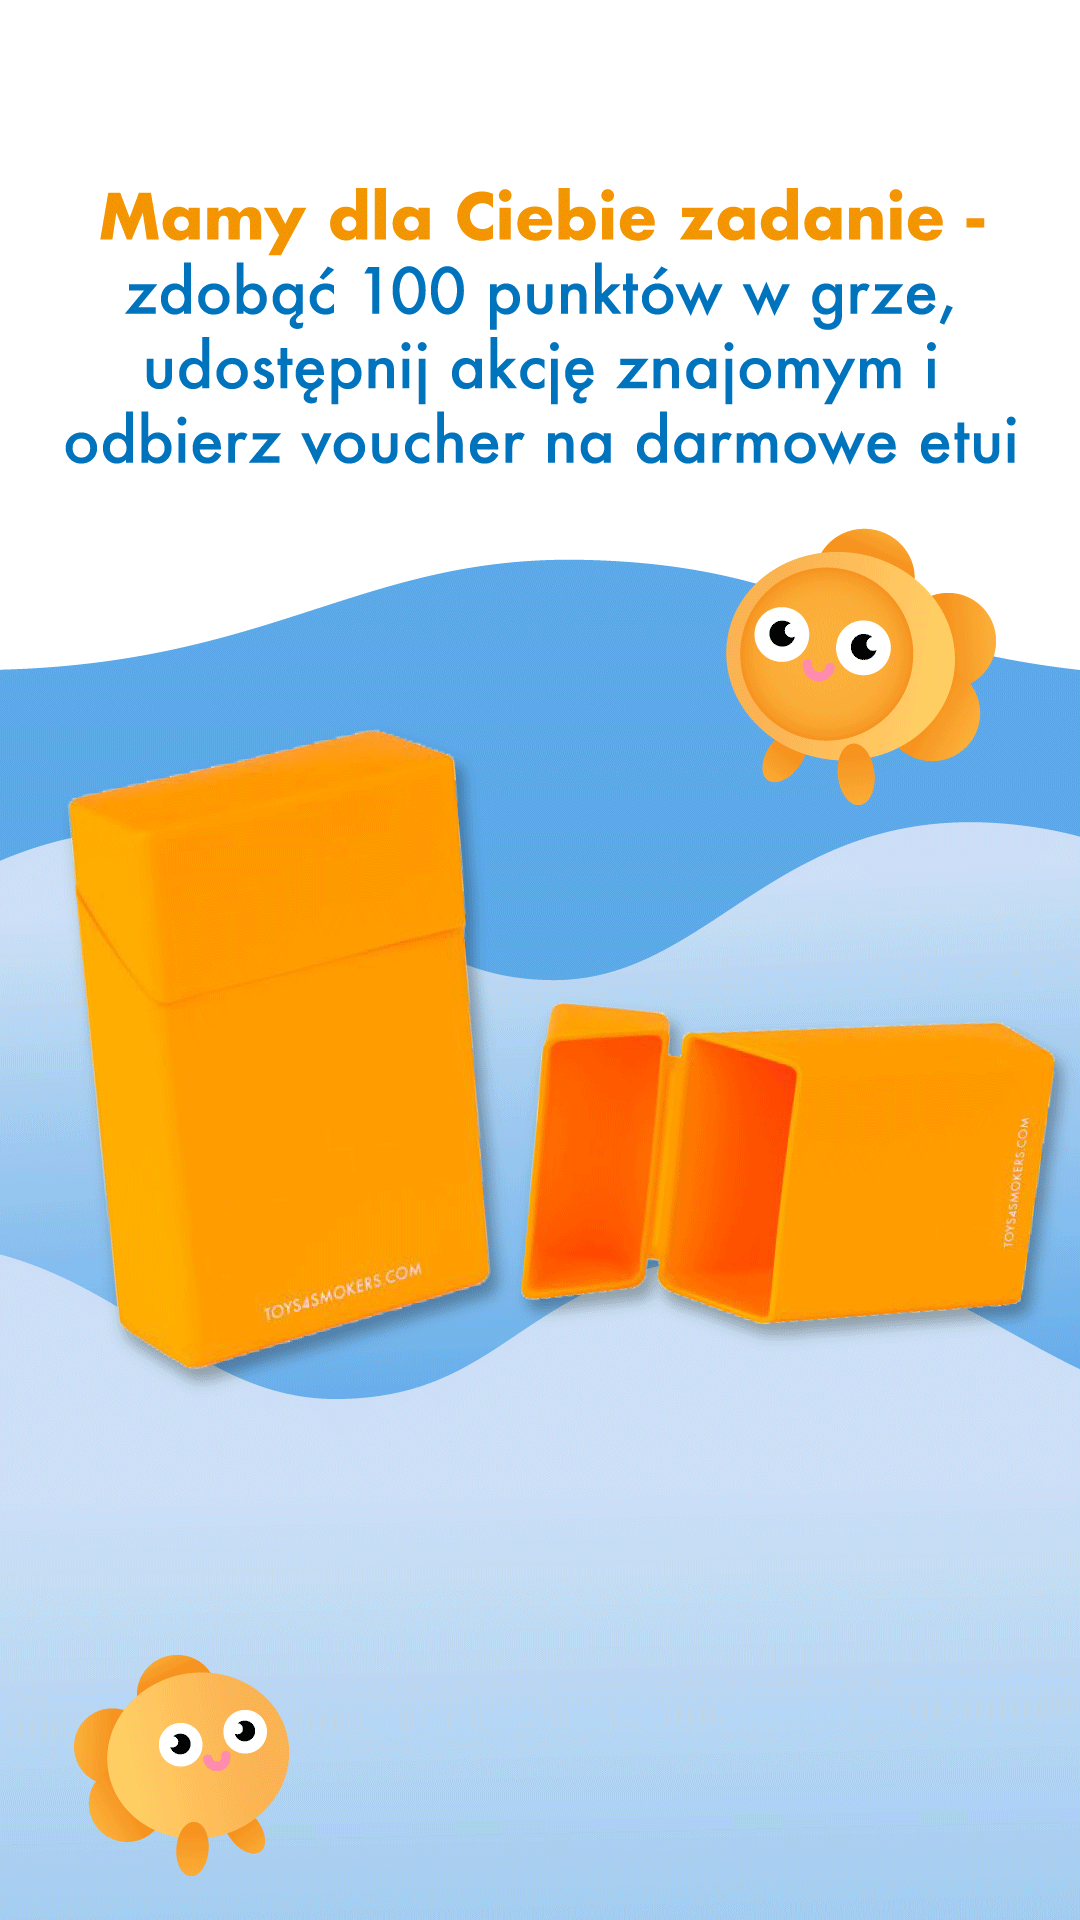 Mamy dla Ciebie zadanie -
zdobąć 100 punktów w grze,
udostępnij akcję znajomym i
odbierz voucher na darmowe etui
TOYS4SMOKERS.COM
TOYS4SMOKERS.COM